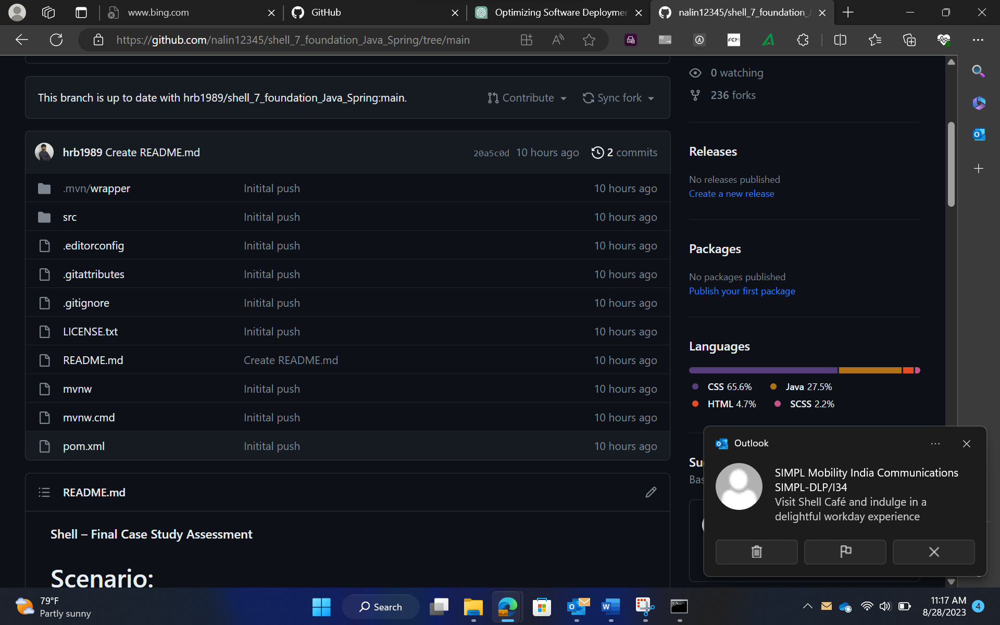 www.bing.com
GitHub
Optimizing Software Deploymer
nalin12345/shell_7_foundation_J
https://github.com/nalin12345/shell_7_foundation_Java_Spring/tree/main
FCM
0 watching
236 forks
This branch is up to date with hrb1989/shell_7_foundation_Java_Spring:main.
Contribute
Sync fork
hrb1989 Create README.md
20a5c0d 10 hours ago
2 commits
.mvn/wrapper Initital push 10 hours ago
src Initital push 10 hours ago
.editorconfig Initital push 10 hours ago
.gitattributes Initital push 10 hours ago
.gitignore Initital push 10 hours ago
LICENSE.txt Initital push 10 hours ago
README.md Create README.md 10 hours ago
mvnw Initital push 10 hours ago
mvnw.cmd Initital push 10 hours ago
pom.xml Initital push 10 hours ago
README.md
Shell – Final Case Study Assessment
Scenario:
Releases
No releases published
Create a new release
Packages
No packages published
Publish your first package
Languages
CSS 65.6% Java 27.5%
HTML 4.7% SCSS 2.2%
Su
Bas
Outlook
SIMPL Mobility India Communications
SIMPL-DLP/I34
Visit Shell Café and indulge in a
delightful workday experience
79°F
Partly sunny
Search
11:17 AM
8/28/2023
4